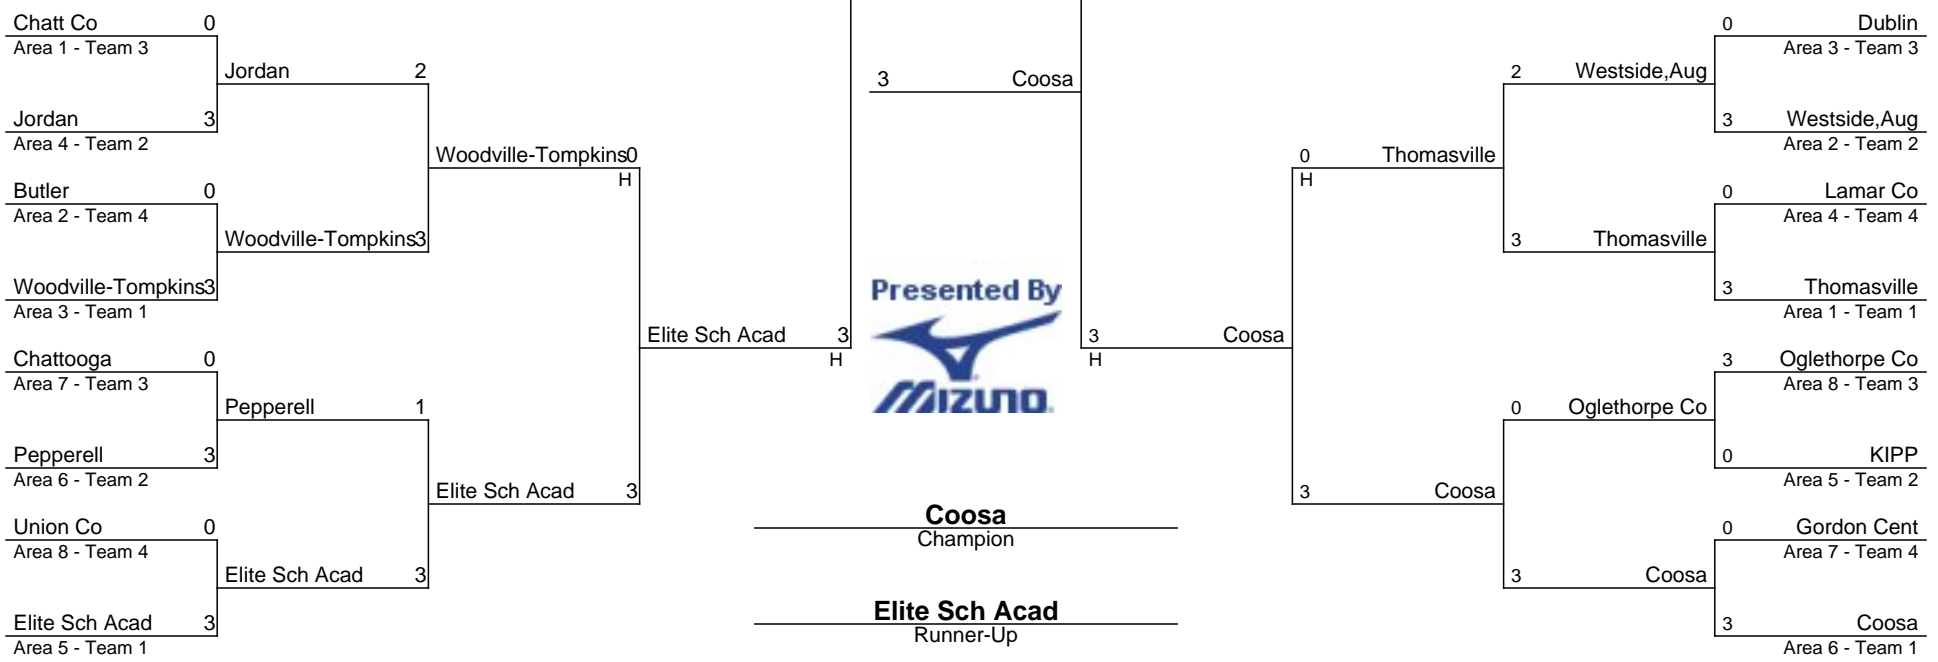 Chatt Co 0
Area 1 - Team 3
Jordan 2
Jordan 3
Area 4 - Team 2
Woodville-Tompkins0
H
Butler 0
Area 2 - Team 4
Woodville-Tompkins3
Woodville-Tompkins3
Area 3 - Team 1
Elite Sch Acad 3
H
Chattooga 0
Area 7 - Team 3
Pepperell 1
Pepperell 3
Area 6 - Team 2
Elite Sch Acad 3
Union Co 0
Area 8 - Team 4
Elite Sch Acad 3
Elite Sch Acad 3
Area 5 - Team 1
3 Coosa
Presented By
MIZUNO
Coosa
Champion
Elite Sch Acad
Runner-Up
0 Dublin
Area 3 - Team 3
2 Westside,Aug
3 Westside,Aug
Area 2 - Team 2
0 Thomasville
H
0 Lamar Co
Area 4 - Team 4
3 Thomasville
3 Thomasville
Area 1 - Team 1
3 Coosa
H
3 Oglethorpe Co
Area 8 - Team 3
0 Oglethorpe Co
0 KIPP
Area 5 - Team 2
3 Coosa
0 Gordon Cent
Area 7 - Team 4
3 Coosa
3 Coosa
Area 6 - Team 1